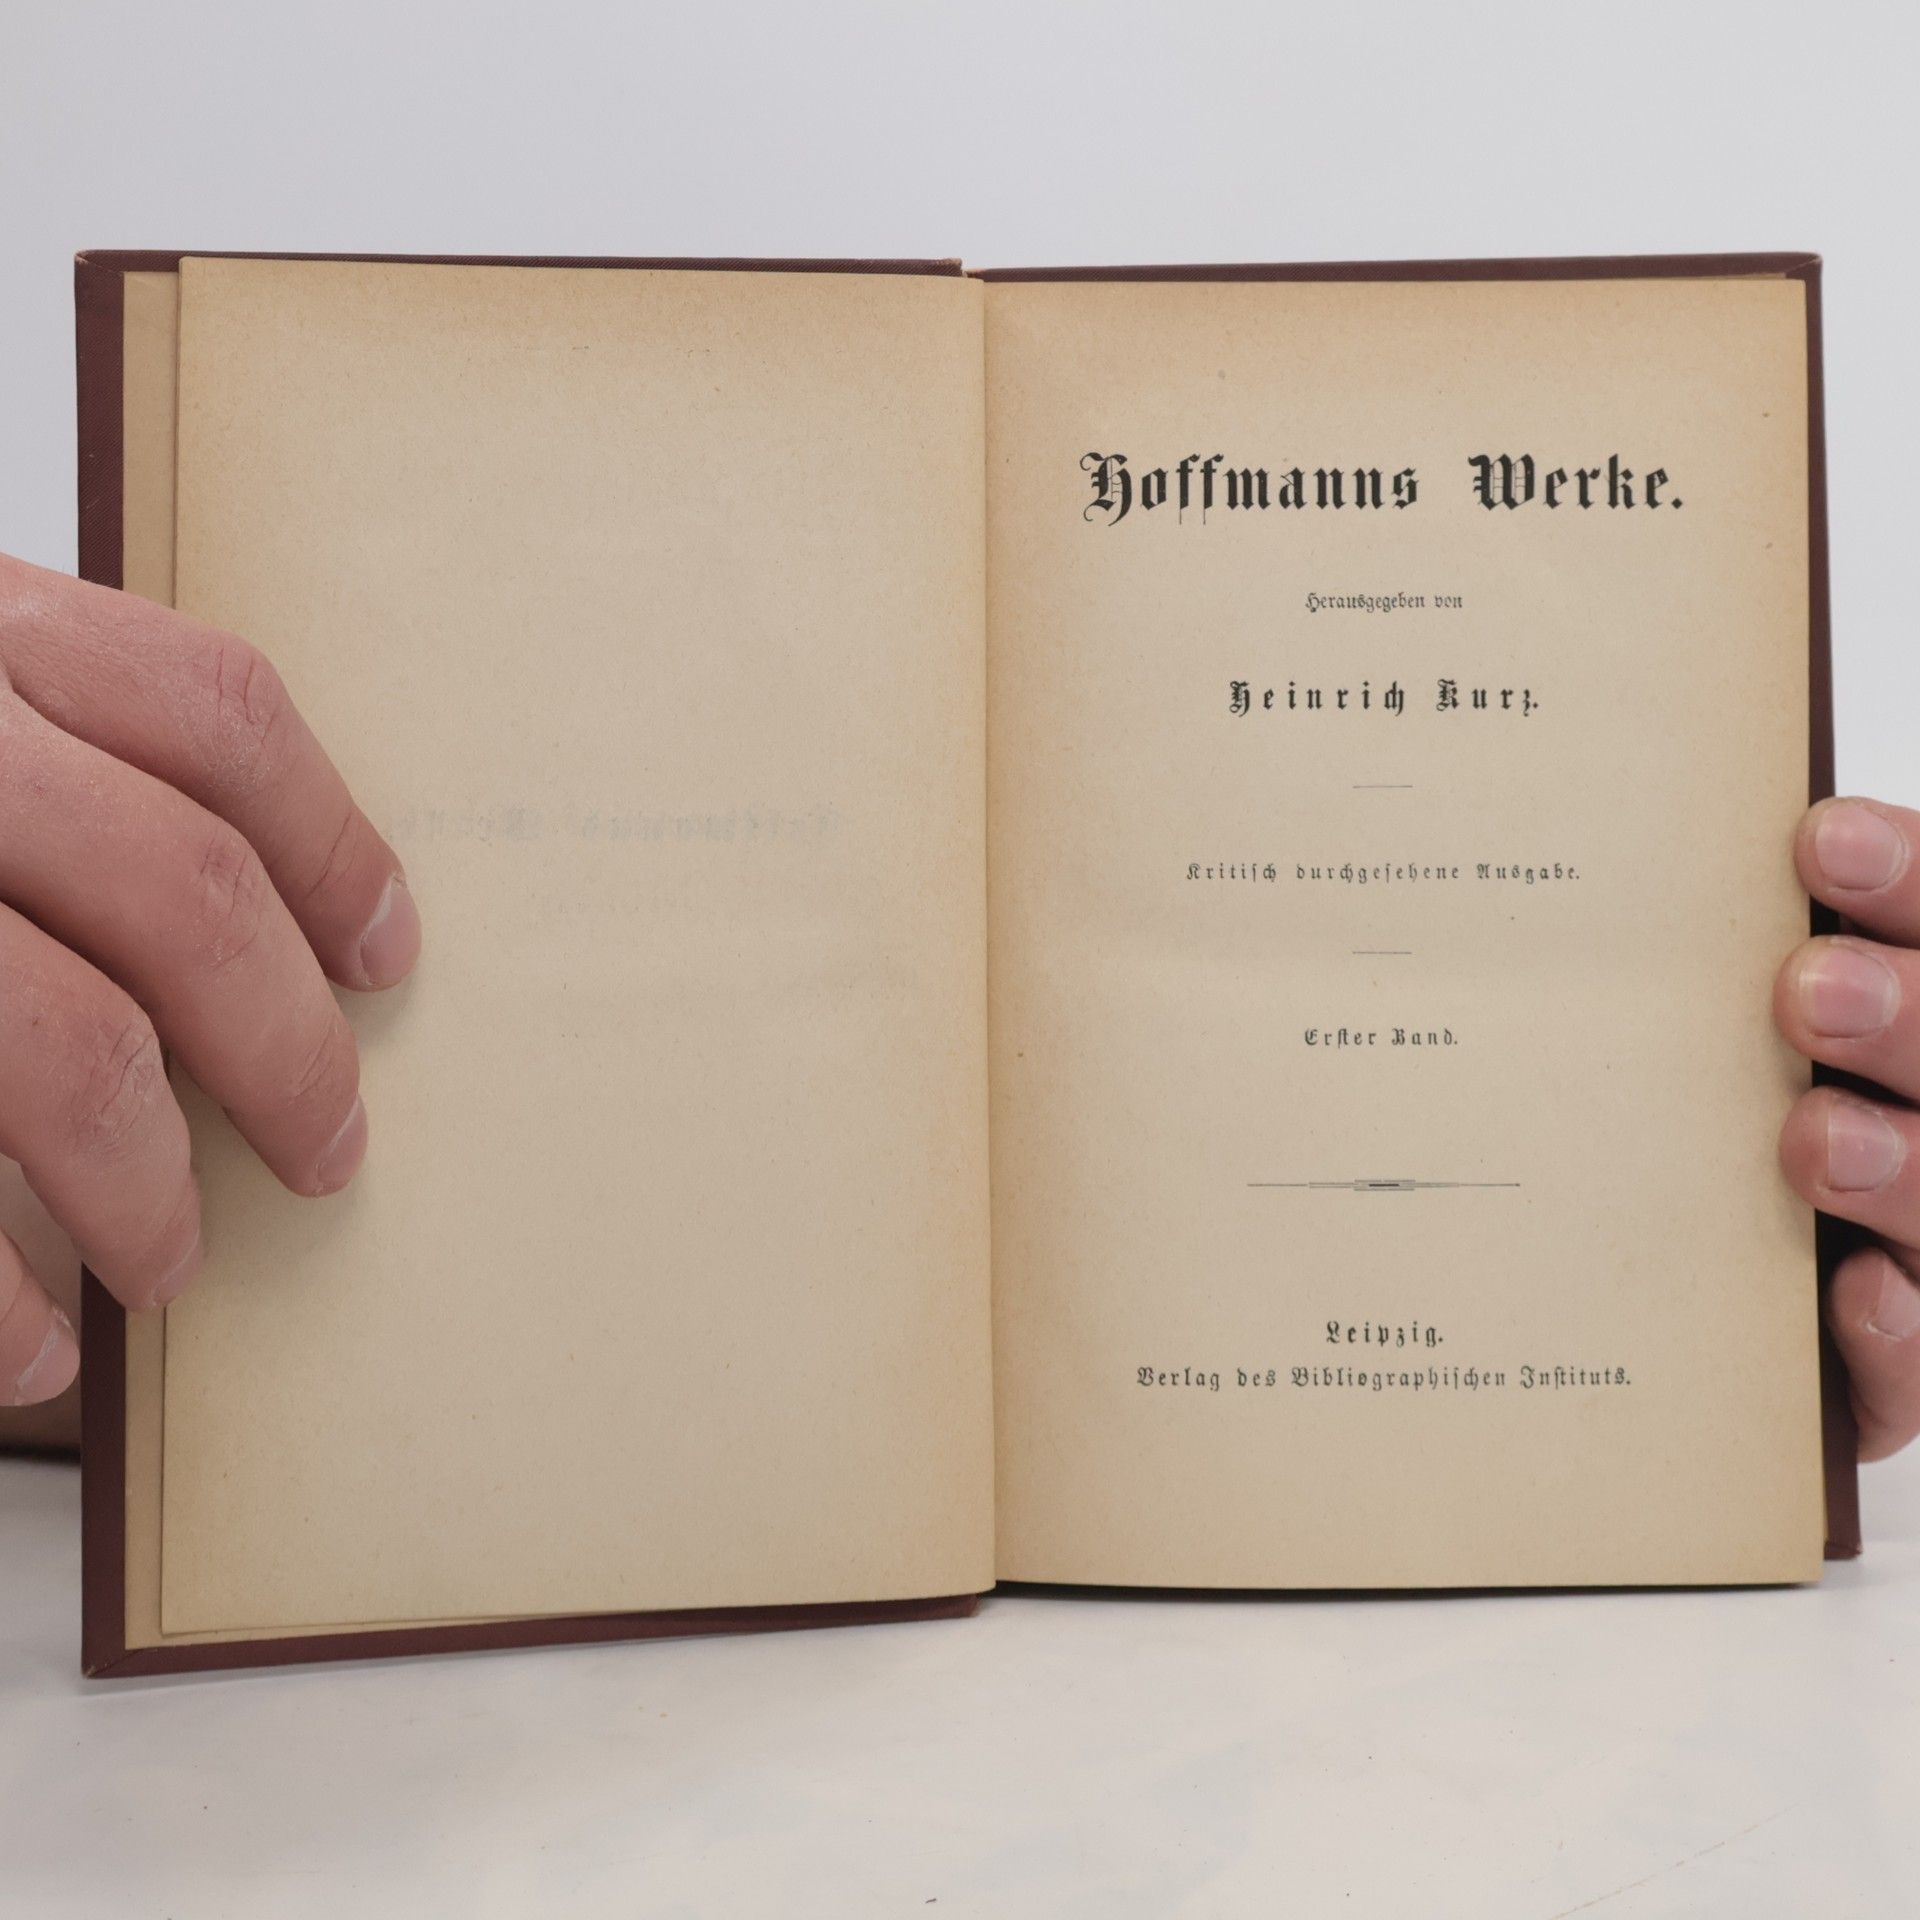 Hoffmanns Werke.
Herausgegeben von
Heinrich Kurz.
Kritiſch durchgeſehene Ausgabe.
Erſter Band.
Leipzig.
Verlag des Bibliographiſchen Inſtituts.